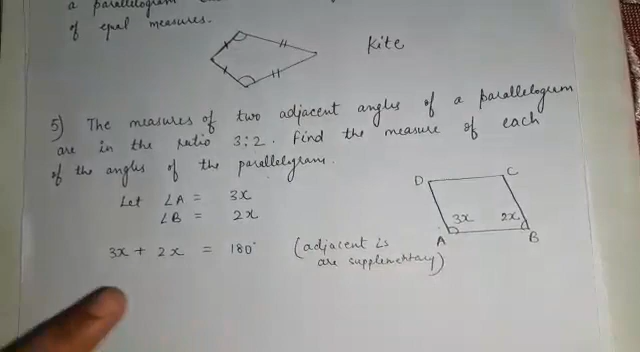 a parallelogram
of equal measures.
Kite
5) The measures of two adjacent angles of a parallelogram
are in the ratio 3:2. Find the measure of each
of the angles of the parallelogram.
Let ∠A = 3x
∠B = 2x
D C
3x 2x
A B
3x + 2x = 180° (adjacent ∠s
are supplementary)